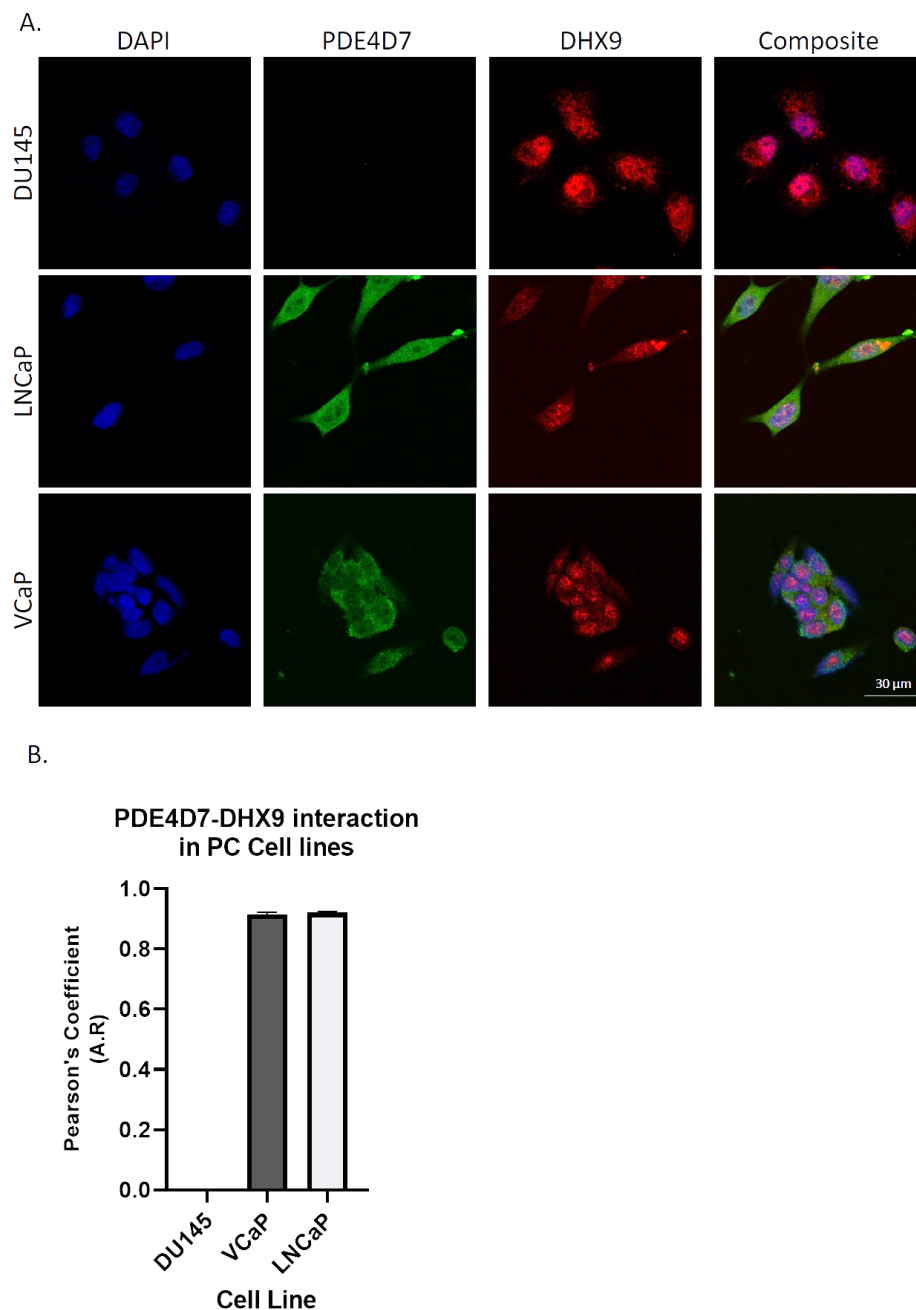 A.
DAPI PDE4D7 DHX9 Composite
DU145
LNCaP
VCaP
30 µm
B.
PDE4D7-DHX9 interaction
in PC Cell lines
Pearson's Coefficient
(A.R)
1.0
0.8
0.6
0.4
0.2
0.0
DU145 VCaP LNCaP
Cell Line